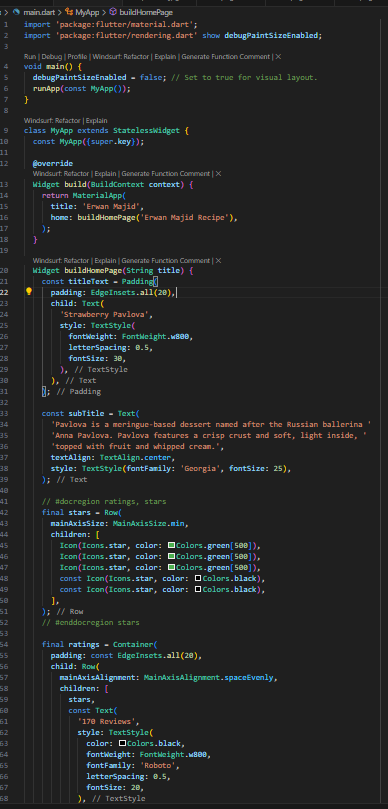 main.dart > MyApp > buildHomePage
1 import 'package:flutter/material.dart';
2 import 'package:flutter/rendering.dart' show debugPaintSizeEnabled;
3
Run | Debug | Profile | Windsurf: Refactor | Explain | Generate Function Comment | X
4 void main() {
5 debugPaintSizeEnabled = false; // Set to true for visual layout.
6 runApp(const MyApp());
7 }
8
Windsurf: Refactor | Explain
9 class MyApp extends StatelessWidget {
10 const MyApp({super.key});
11
12 @override
Windsurf: Refactor | Explain | Generate Function Comment | X
13 Widget build(BuildContext context) {
14 return MaterialApp(
15 title: 'Erwan Majid',
16 home: buildHomePage('Erwan Majid Recipe'),
17 );
18 }
19
Windsurf: Refactor | Explain | Generate Function Comment | X
20 Widget buildHomePage(String title) {
21 const titleText = Padding(
22 padding: EdgeInsets.all(20),
23 child: Text(
24 'Strawberry Pavlova',
25 style: TextStyle(
26 fontWeight: FontWeight.w800,
27 letterSpacing: 0.5,
28 fontSize: 30,
29 ), // TextStyle
30 ), // Text
31 ); // Padding
32
33 const subTitle = Text(
34 'Pavlova is a meringue-based dessert named after the Russian ballerina '
35 'Anna Pavlova. Pavlova features a crisp crust and soft, light inside, '
36 'topped with fruit and whipped cream.',
37 textAlign: TextAlign.center,
38 style: TextStyle(fontFamily: 'Georgia', fontSize: 25),
39 ); // Text
40
41 // #docregion ratings, stars
42 final stars = Row(
43 mainAxisSize: MainAxisSize.min,
44 children: [
45 Icon(Icons.star, color: Colors.green[500]),
46 Icon(Icons.star, color: Colors.green[500]),
47 Icon(Icons.star, color: Colors.green[500]),
48 const Icon(Icons.star, color: Colors.black),
49 const Icon(Icons.star, color: Colors.black),
50 ],
51 ); // Row
52 // #enddocregion stars
53
54 final ratings = Container(
55 padding: const EdgeInsets.all(20),
56 child: Row(
57 mainAxisAlignment: MainAxisAlignment.spaceEvenly,
58 children: [
59 stars,
60 const Text(
61 '170 Reviews',
62 style: TextStyle(
63 color: Colors.black,
64 fontWeight: FontWeight.w800,
65 fontFamily: 'Roboto',
66 letterSpacing: 0.5,
67 fontSize: 20,
68 ), // TextStyle